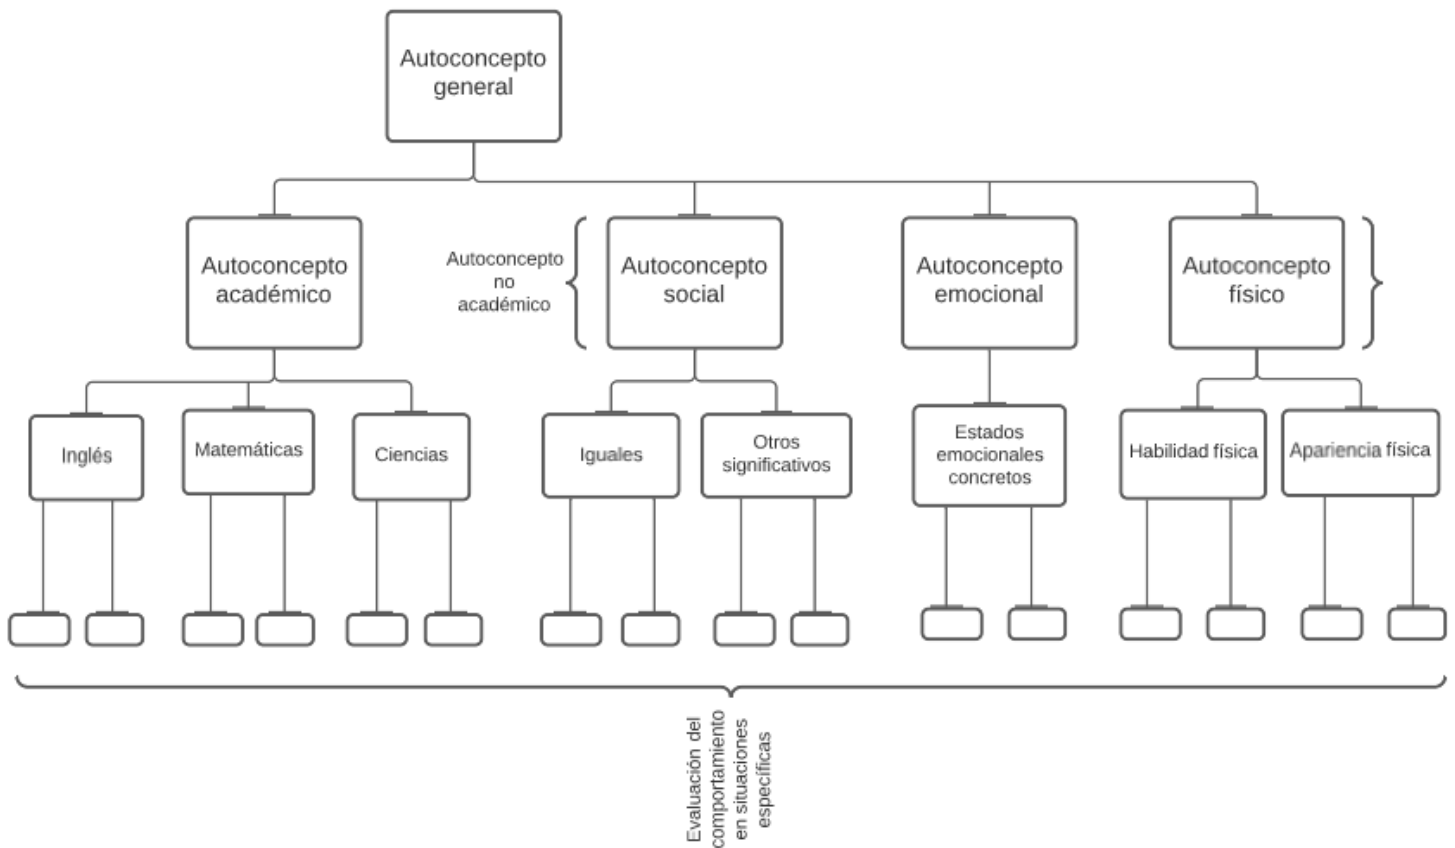 Autoconcepto
general
Autoconcepto
académico
Autoconcepto
no
académico
Autoconcepto
social
Autoconcepto
emocional
Autoconcepto
físico
Inglés
Matemáticas
Ciencias
Iguales
Otros
significativos
Estados
emocionales
concretos
Habilidad física
Apariencia física
Evaluación del
comportamiento
en situaciones
específicas